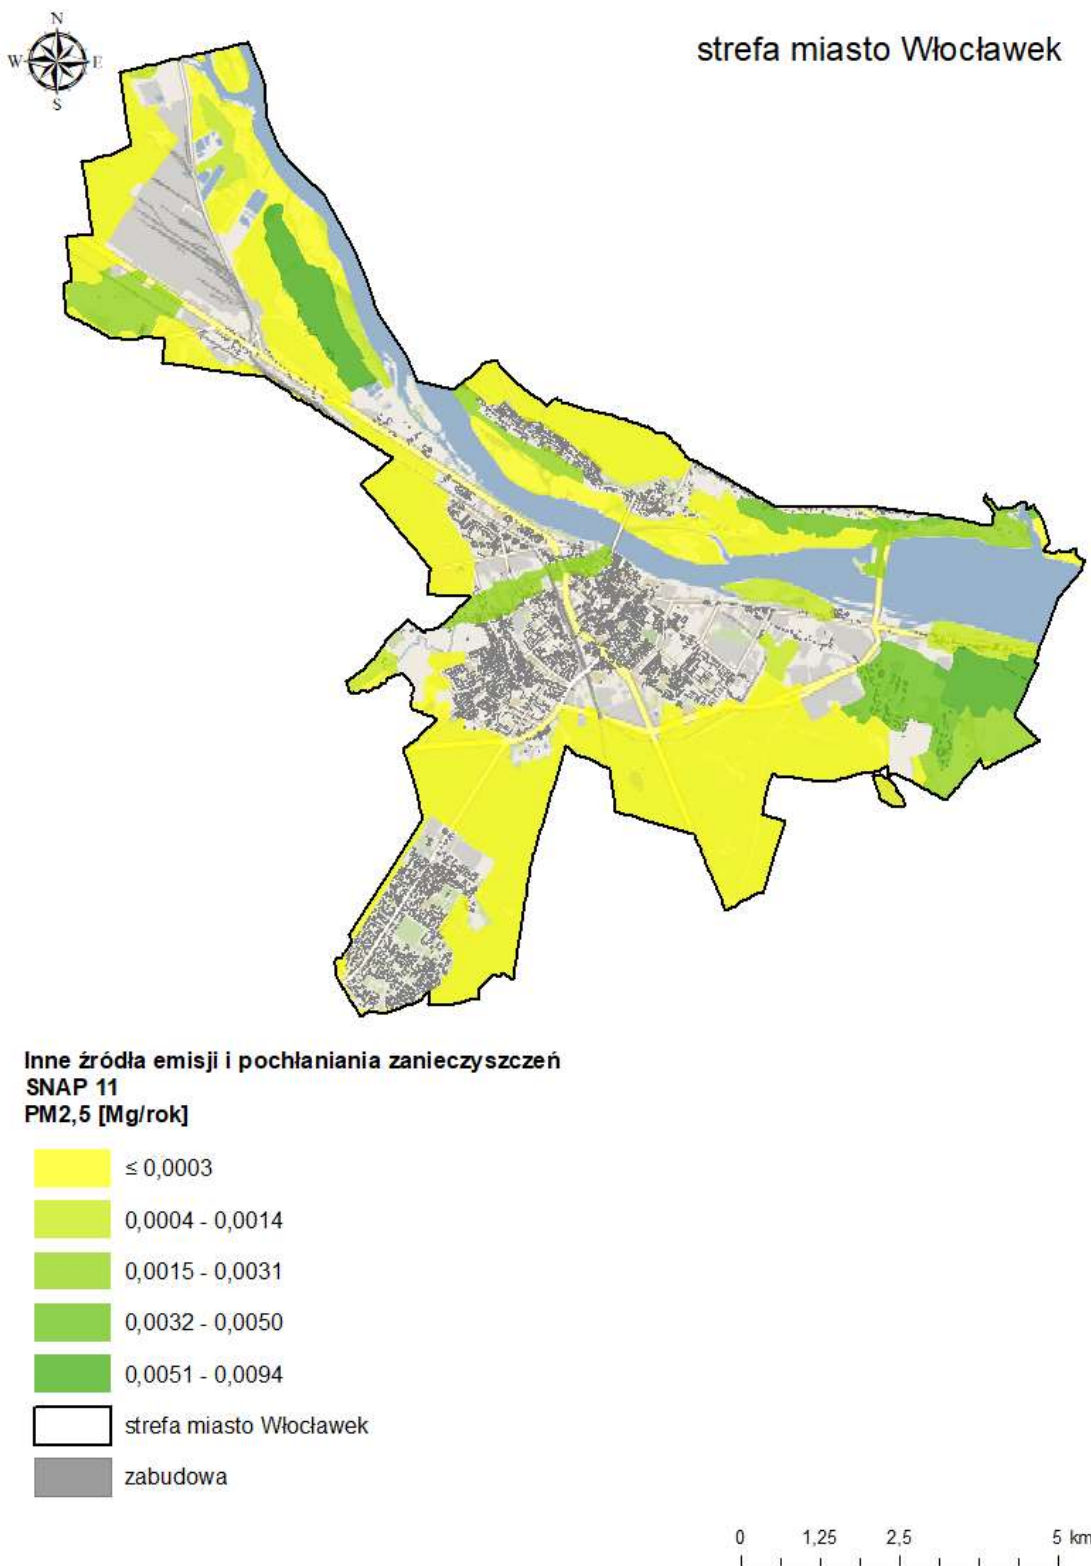 N
W E
S
strefa miasto Włocławek
Inne źródła emisji i pochłaniania zanieczyszczeń
SNAP 11
PM2,5 [Mg/rok]
≤ 0,0003
0,0004 - 0,0014
0,0015 - 0,0031
0,0032 - 0,0050
0,0051 - 0,0094
strefa miasto Włocławek
zabudowa
0 1,25 2,5 5 km